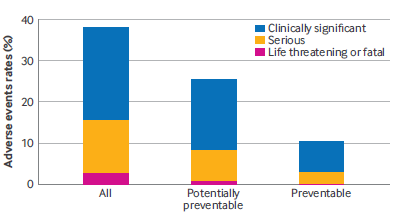 Adverse events rates (%)
40
30
20
10
0
Clinically significant
Serious
Life threatening or fatal
All
Potentially
preventable
Preventable